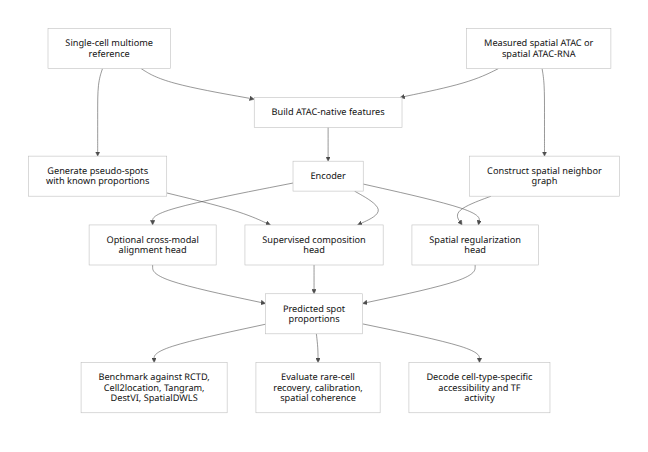 Single-cell multiome
reference
Measured spatial ATAC or
spatial ATAC-RNA
Build ATAC-native features
Generate pseudo-spots
with known proportions
Encoder
Construct spatial neighbor
graph
Optional cross-modal
alignment head
Supervised composition
head
Spatial regularization
head
Predicted spot
proportions
Benchmark against RCTD,
Cell2location, Tangram,
DestVI, SpatialDWLS
Evaluate rare-cell
recovery, calibration,
spatial coherence
Decode cell-type-specific
accessibility and TF
activity